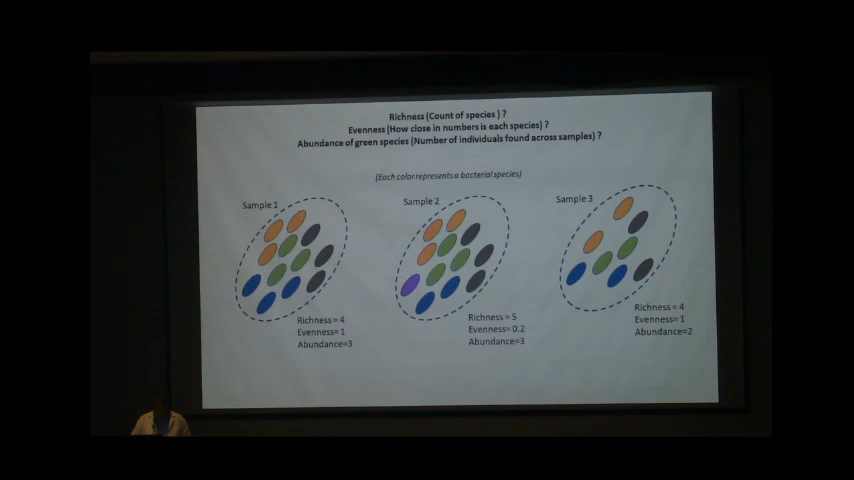 Richness (Count of species ) ?
Evenness (How close in numbers is each species) ?
Abundance of green species (Number of individuals found across samples) ?
(Each color represents a bacterial species)
Sample 1
Richness = 4
Evenness= 1
Abundance=3
Sample 2
Richness = 5
Evenness= 0.2
Abundance=3
Sample 3
Richness = 4
Evenness= 1
Abundance=2